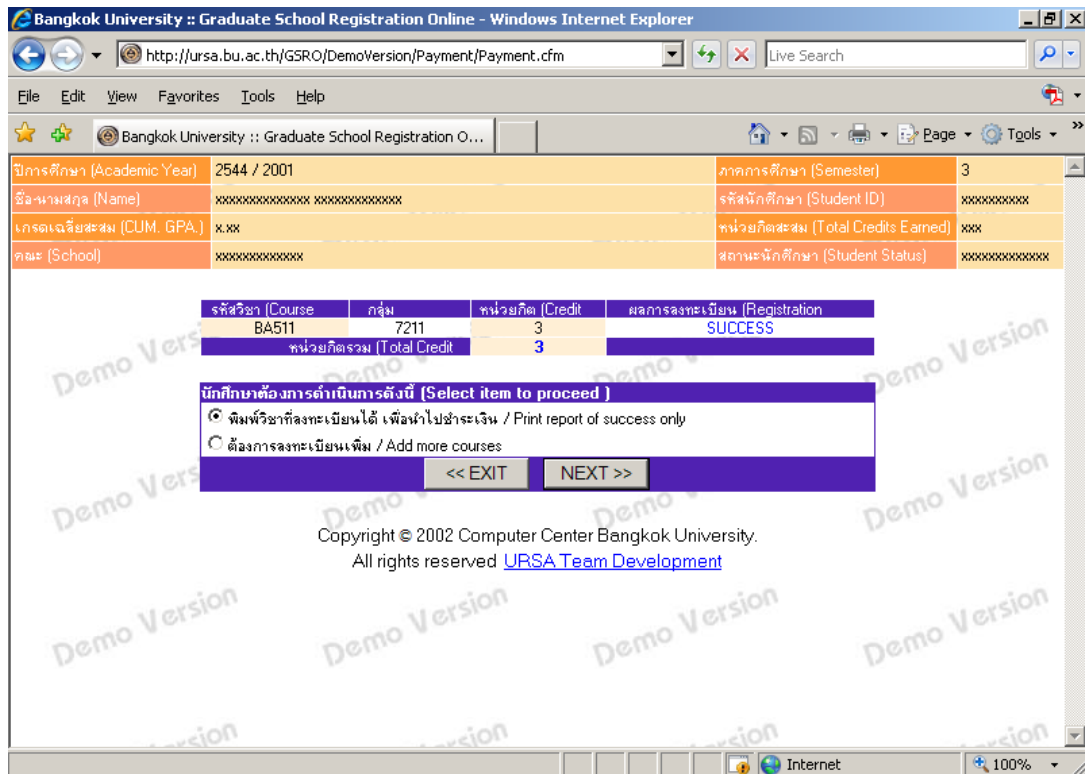 Bangkok University :: Graduate School Registration Online - Windows Internet Explorer
http://ursa.bu.ac.th/GSRO/DemoVersion/Payment/Payment.cfm Live Search
File Edit View Favorites Tools Help
Bangkok University :: Graduate School Registration O... Page Tools
ปีการศึกษา (Academic Year) 2544 / 2001 ภาคการศึกษา (Semester) 3
ชื่อ-นามสกุล (Name) xxxxxxxxxxxxxx xxxxxxxxxxxxx รหัสนักศึกษา (Student ID) xxxxxxxxxx
เกรดเฉลี่ยสะสม (CUM. GPA.) x.xx หน่วยกิตสะสม (Total Credits Earned) xxx
คณะ (School) xxxxxxxxxxxxx สถานะนักศึกษา (Student Status) xxxxxxxxxxxxx
รหัสวิชา (Course กลุ่ม หน่วยกิต (Credit ผลการลงทะเบียน (Registration
BA511 7211 3 SUCCESS
หน่วยกิตรวม (Total Credit 3
นักศึกษาต้องการดำเนินการดังนี้ (Select item to proceed )
พิมพ์วิชาที่ลงทะเบียนได้ เพื่อนำไปชำระเงิน / Print report of success only
ต้องการลงทะเบียนเพิ่ม / Add more courses
<< EXIT NEXT >>
Copyright © 2002 Computer Center Bangkok University.
All rights reserved URSA Team Development
Demo Version Demo Version Demo Version Demo Version
Internet 100%